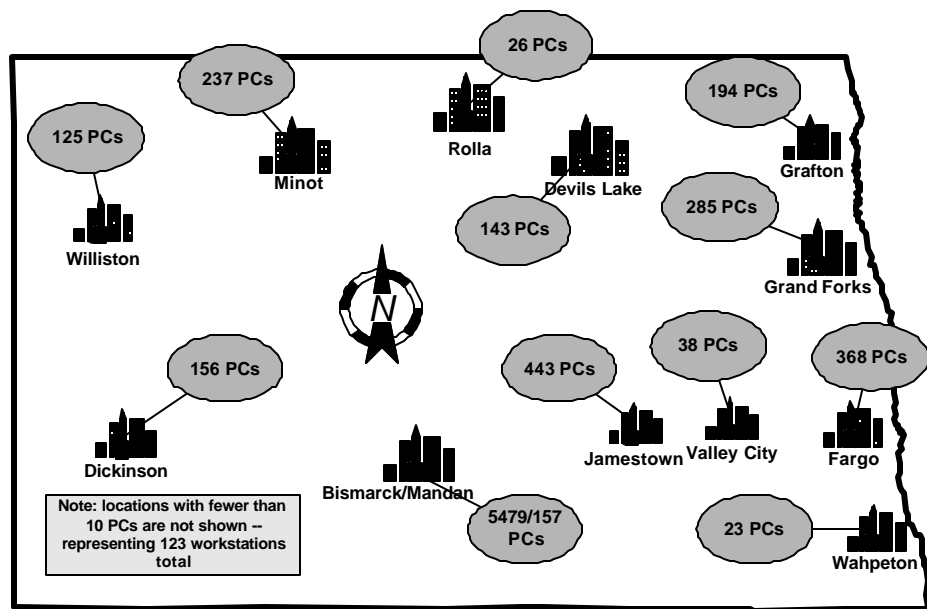 26 PCs
237 PCs
194 PCs
125 PCs
Rolla
Minot
Devils Lake
Grafton
285 PCs
143 PCs
Williston
Grand Forks
N
38 PCs
368 PCs
156 PCs
443 PCs
Dickinson
Jamestown
Valley City
Fargo
Bismarck/Mandan
Note: locations with fewer than
10 PCs are not shown --
representing 123 workstations
total
5479/157
PCs
23 PCs
Wahpeton